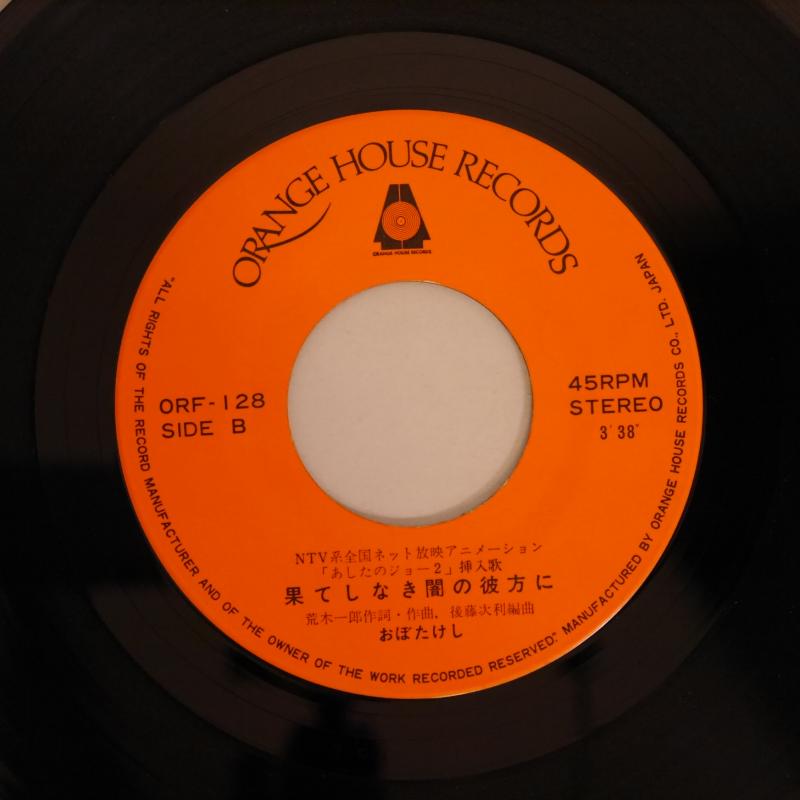 ORANGE HOUSE RECORDS
ORANGE HOUSE RECORDS
ORF-128
SIDE B
45RPM
STEREO
3'38"
NTV系全国ネット放映アニメーション
「あしたのジョー2」挿入歌
果てしなき闇の彼方に
荒木一郎作詞・作曲，後藤次利編曲
おぼたけし
"ALL RIGHTS OF THE RECORD MANUFACTURER AND OF THE OWNER OF THE WORK RECORDED RESERVED." MANUFACTURED BY ORANGE HOUSE RECORDS CO., LTD. JAPAN